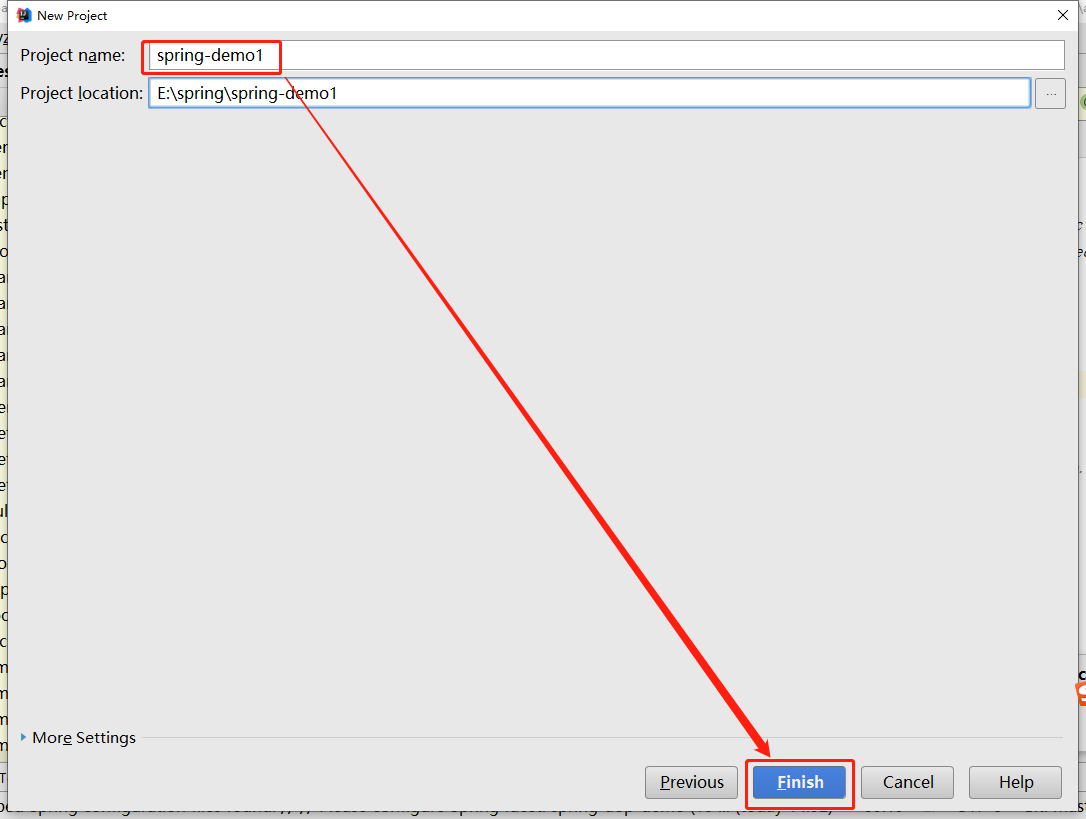 New Project
Project name: spring-demo1
Project location: E:\spring\spring-demo1 ...
More Settings
Previous Finish Cancel Help